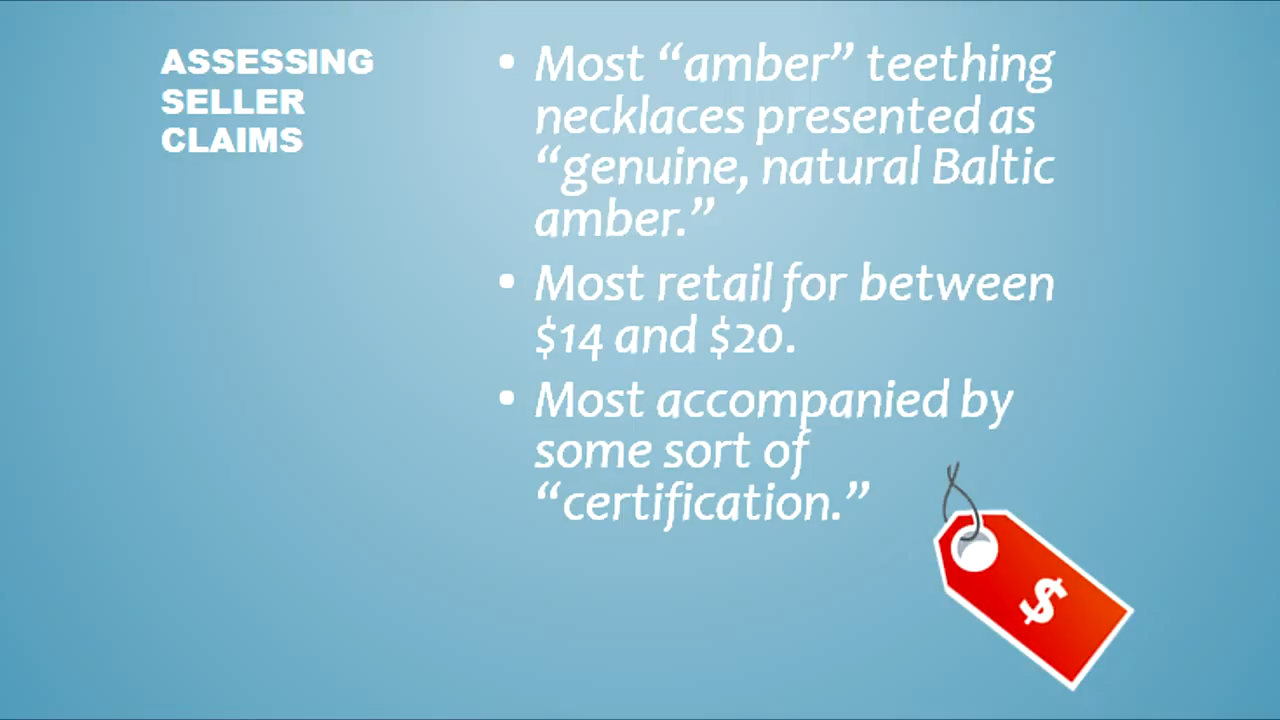 ASSESSING
SELLER
CLAIMS
• Most “amber” teething
necklaces presented as
“genuine, natural Baltic
amber.”
• Most retail for between
$14 and $20.
• Most accompanied by
some sort of
“certification.”
$